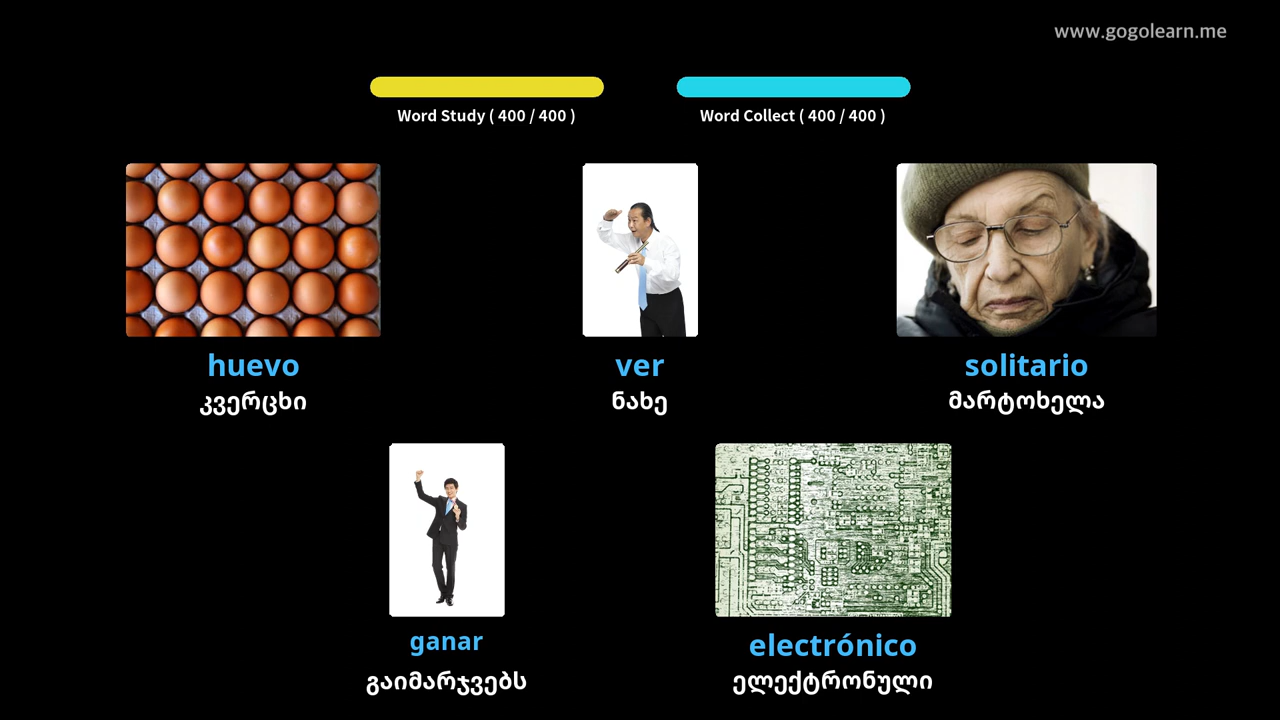 www.gogolearn.me
Word Study ( 400 / 400 )
Word Collect ( 400 / 400 )
huevo
კვერცხი
ver
ნახე
solitario
მარტოხელა
ganar
გაიმარჯვებს
electrónico
ელექტრონული